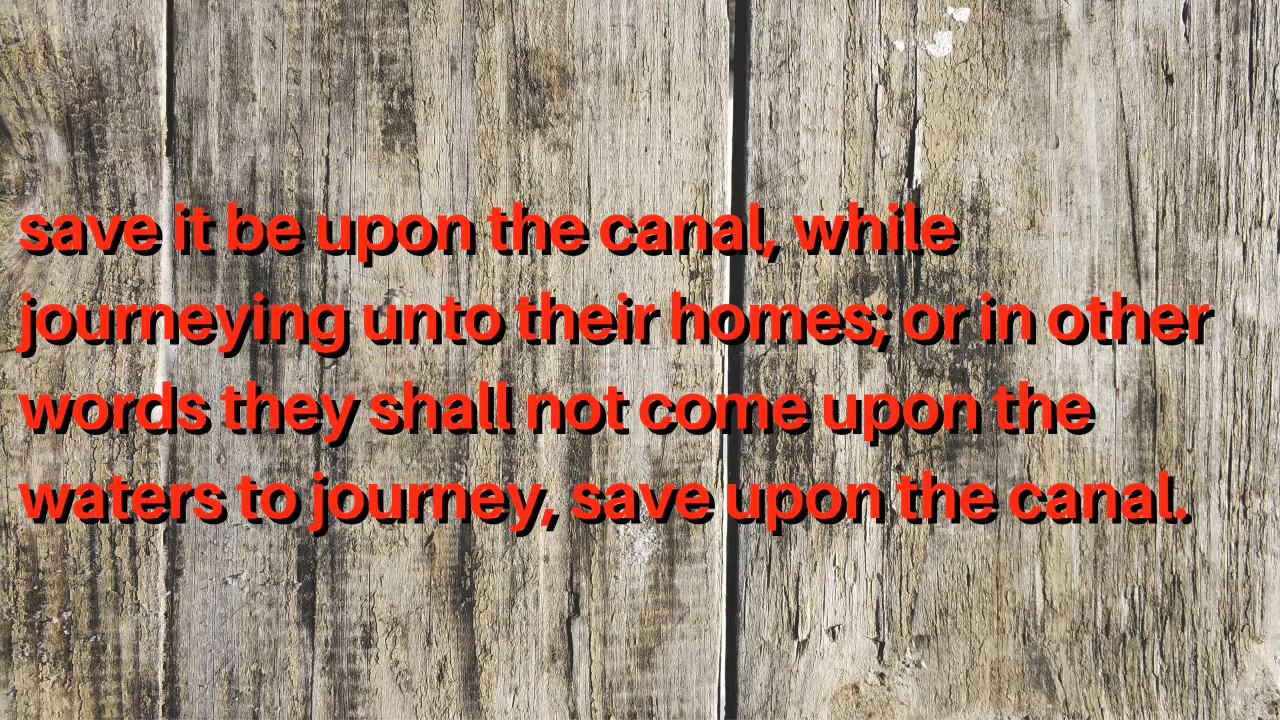 save it be upon the canal, while
journeying unto their homes; or in other
words they shall not come upon the
waters to journey, save upon the canal.